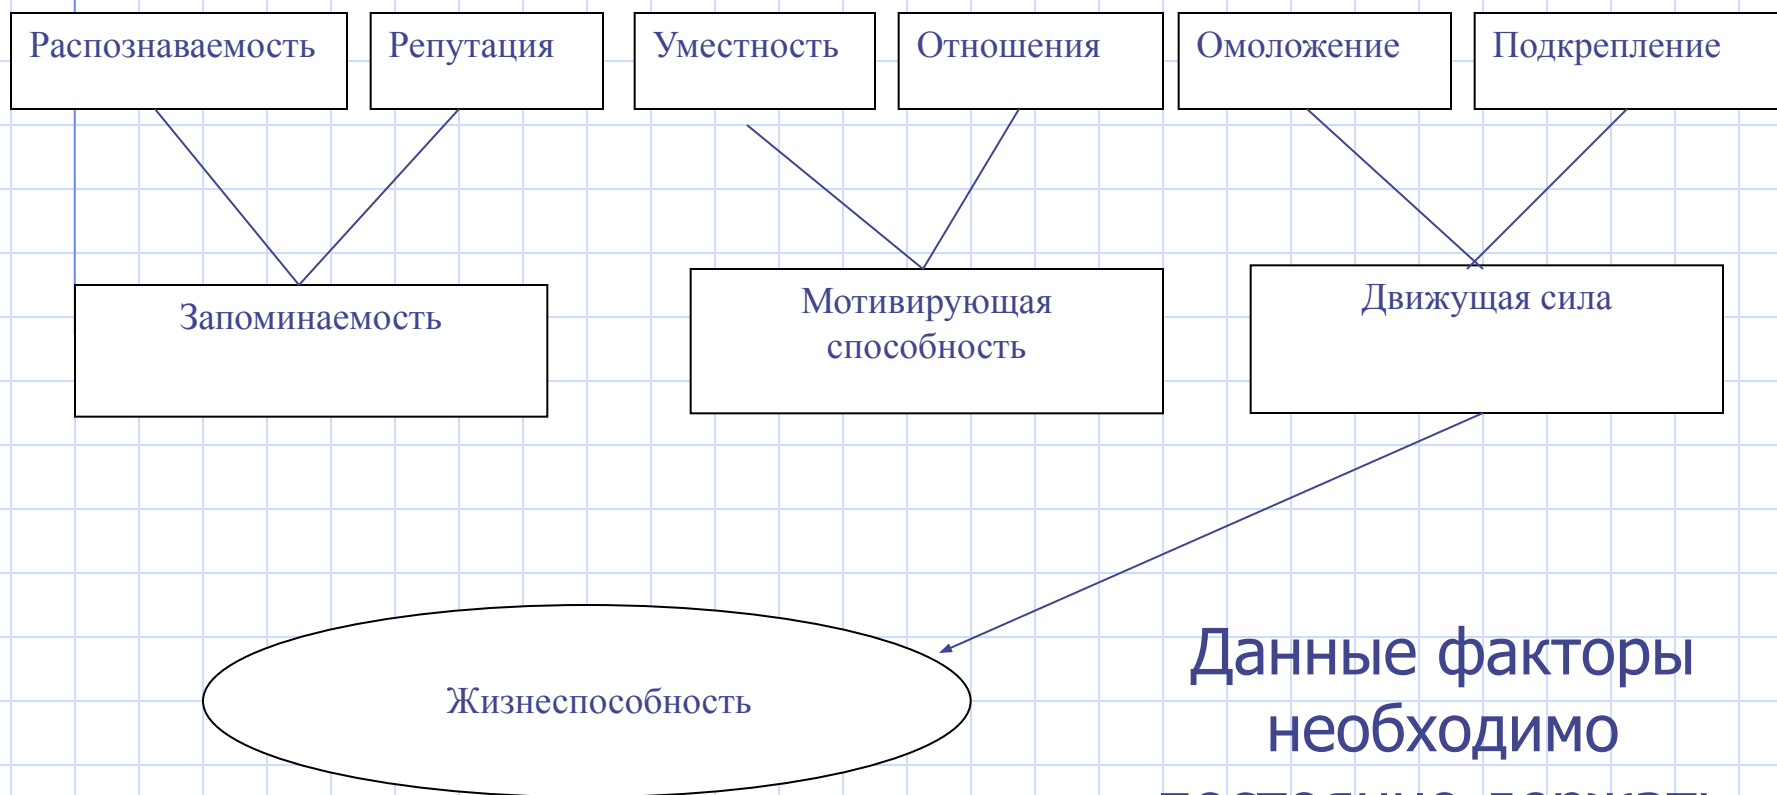 Распознаваемость
Репутация
Уместность
Отношения
Омоложение
Подкрепление
Запоминаемость
Мотивирующая
способность
Движущая сила
Жизнеспособность
Данные факторы
необходимо